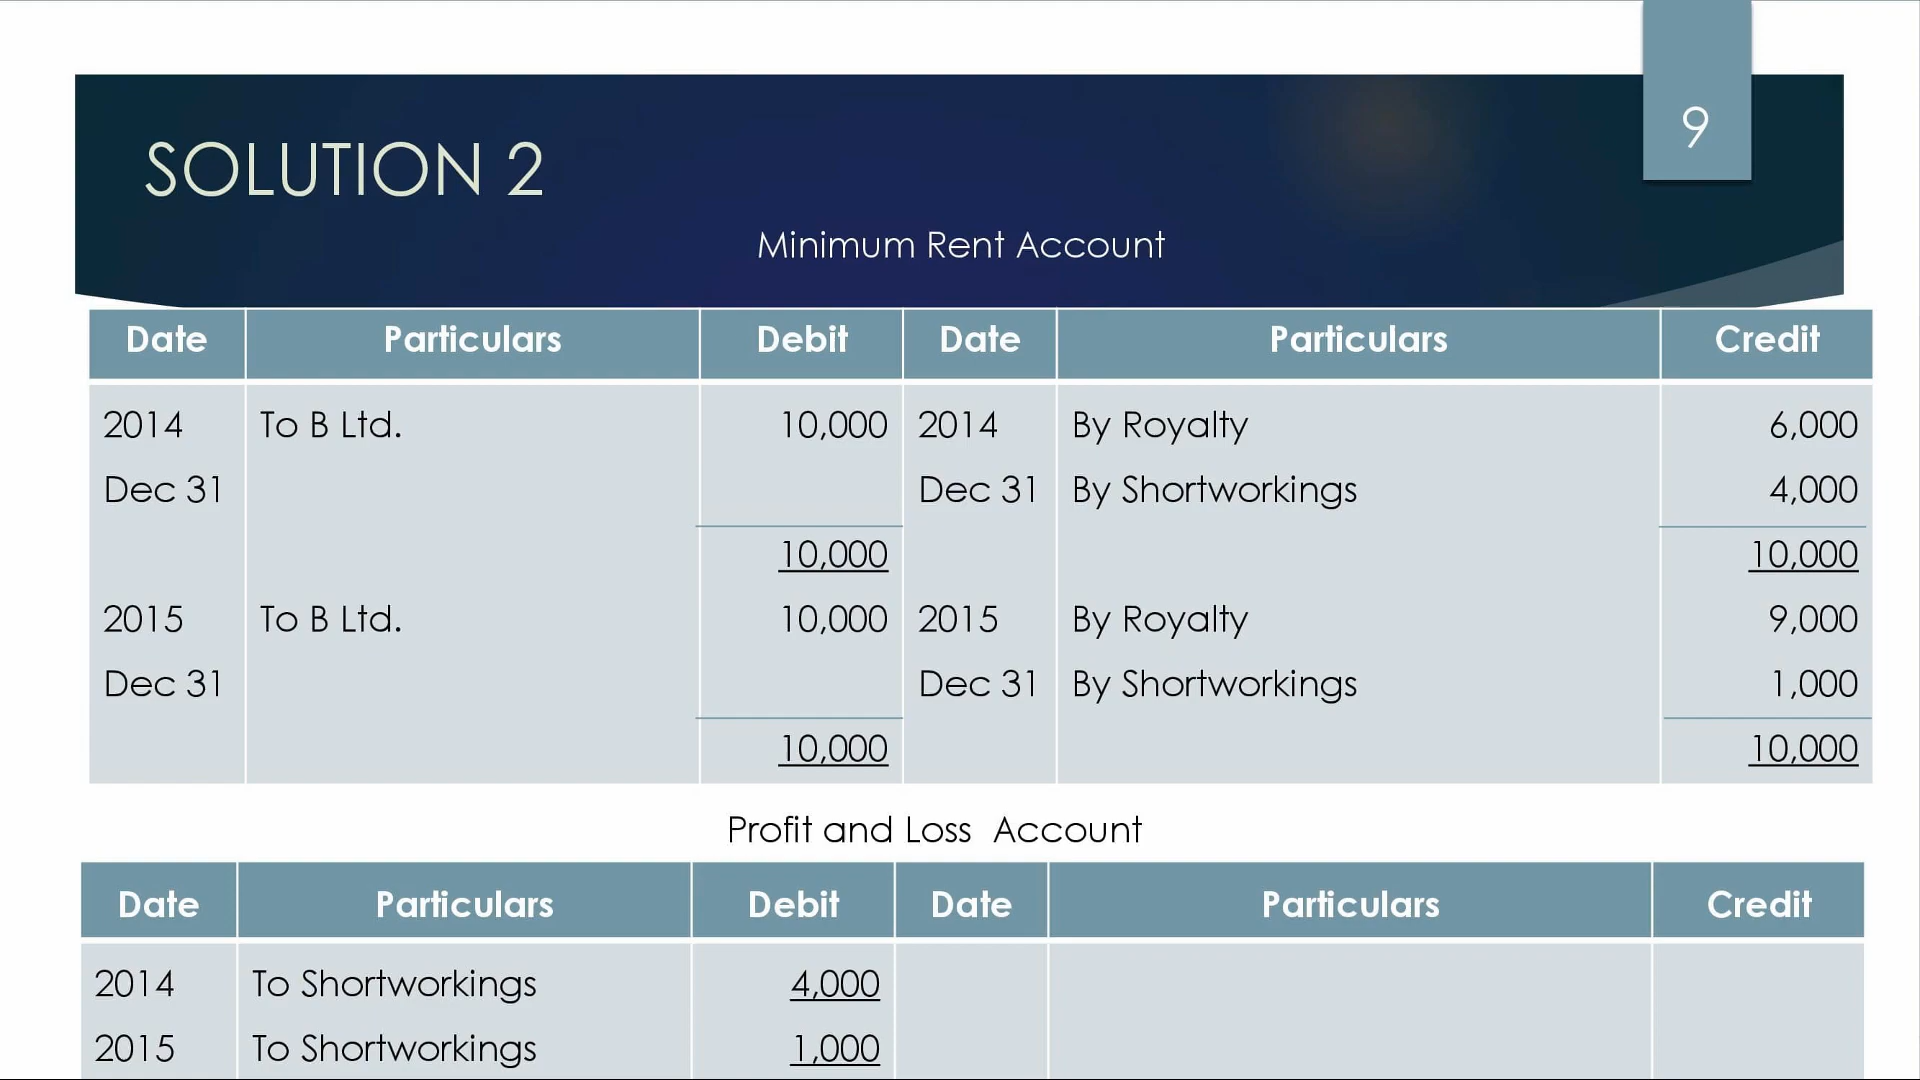 9
SOLUTION 2
Minimum Rent Account
Date Particulars Debit Date Particulars Credit
2014 To B Ltd. 10,000 2014 By Royalty 6,000
Dec 31 Dec 31 By Shortworkings 4,000
10,000 10,000
2015 To B Ltd. 10,000 2015 By Royalty 9,000
Dec 31 Dec 31 By Shortworkings 1,000
10,000 10,000
Profit and Loss Account
Date Particulars Debit Date Particulars Credit
2014 To Shortworkings 4,000
2015 To Shortworkings 1,000